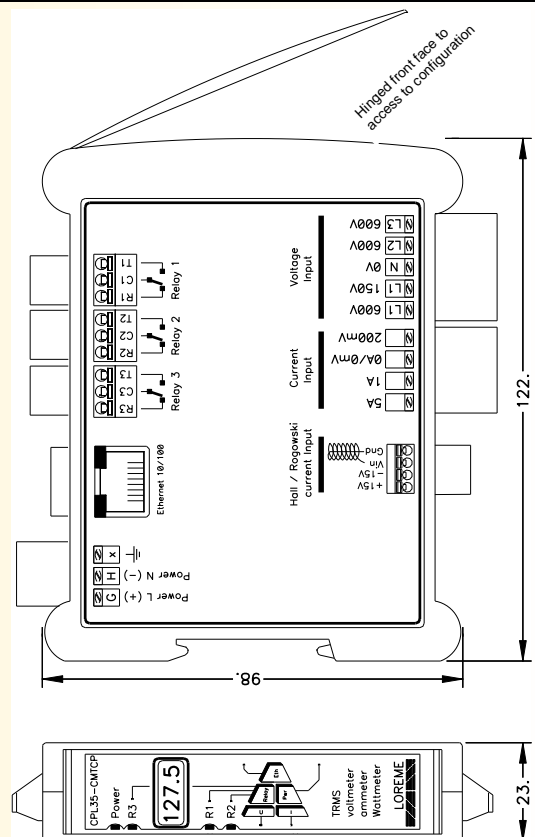 Hinged front face to
access to configuration
T1
C1
R1
Relay 1
T2
C2
R2
Relay 2
T3
C3
R3
Relay 3
Ethernet 10/100
x
H Power N (-)
G Power L (+)
Voltage
Input
L3 600V
L2 600V
N 0V
L1 150V
L1 600V
Current
Input
200mV
0A/0mV
1A
5A
Hall / Rogowski
current Input
Gnd
Vin
-15V
+15V
122.
98.
CPL35-CMTCP
Power
R3
127.5
R1
R2
Eth
Relay
Pwr
U
I
TRMS
voltmeter
ammeter
Wattmeter
LOREME
23.